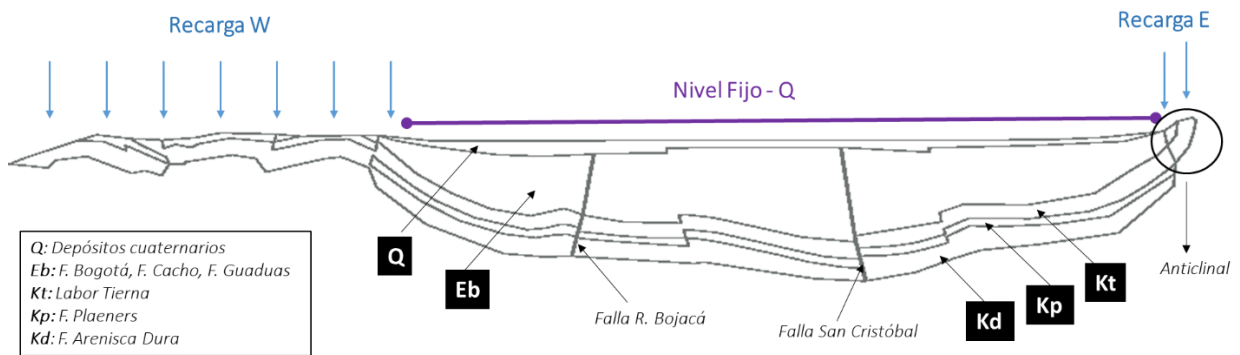 Recarga W
Recarga E
Nivel Fijo - Q
Q: Depósitos cuaternarios
Eb: F. Bogotá, F. Cacho, F. Guaduas
Kt: Labor Tierna
Kp: F. Plaeners
Kd: F. Arenisca Dura
Q
Eb
Falla R. Bojacá
Falla San Cristóbal
Kd
Kp
Kt
Anticlinal